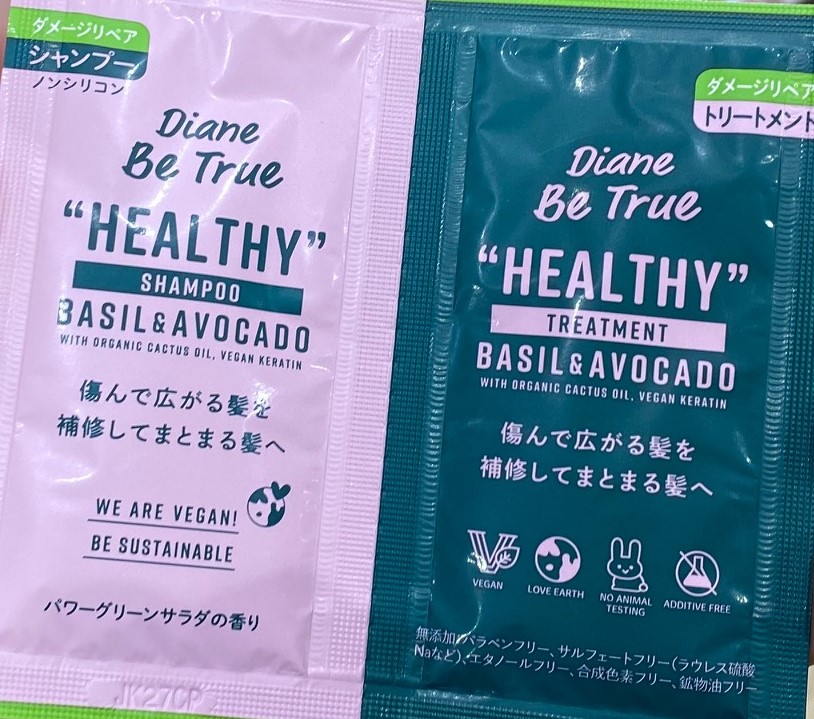 ダメージリペア
シャンプー
ノンシリコン
Diane
Be True
“HEALTHY”
SHAMPOO
BASIL&AVOCADO
WITH ORGANIC CACTUS OIL, VEGAN KERATIN
傷んで広がる髪を
補修してまとまる髪へ
WE ARE VEGAN!
BE SUSTAINABLE
パワーグリーンサラダの香り
JK27CP
ダメージリペア
トリートメント
Diane
Be True
“HEALTHY”
TREATMENT
BASIL&AVOCADO
WITH ORGANIC CACTUS OIL, VEGAN KERATIN
傷んで広がる髪を
補修してまとまる髪へ
VEGAN
LOVE EARTH
NO ANIMAL
TESTING
ADDITIVE FREE
パラベンフリー、サルフェートフリー(ラウレス硫酸
Naなど)、エタノールフリー、合成色素フリー、鉱物油フリー